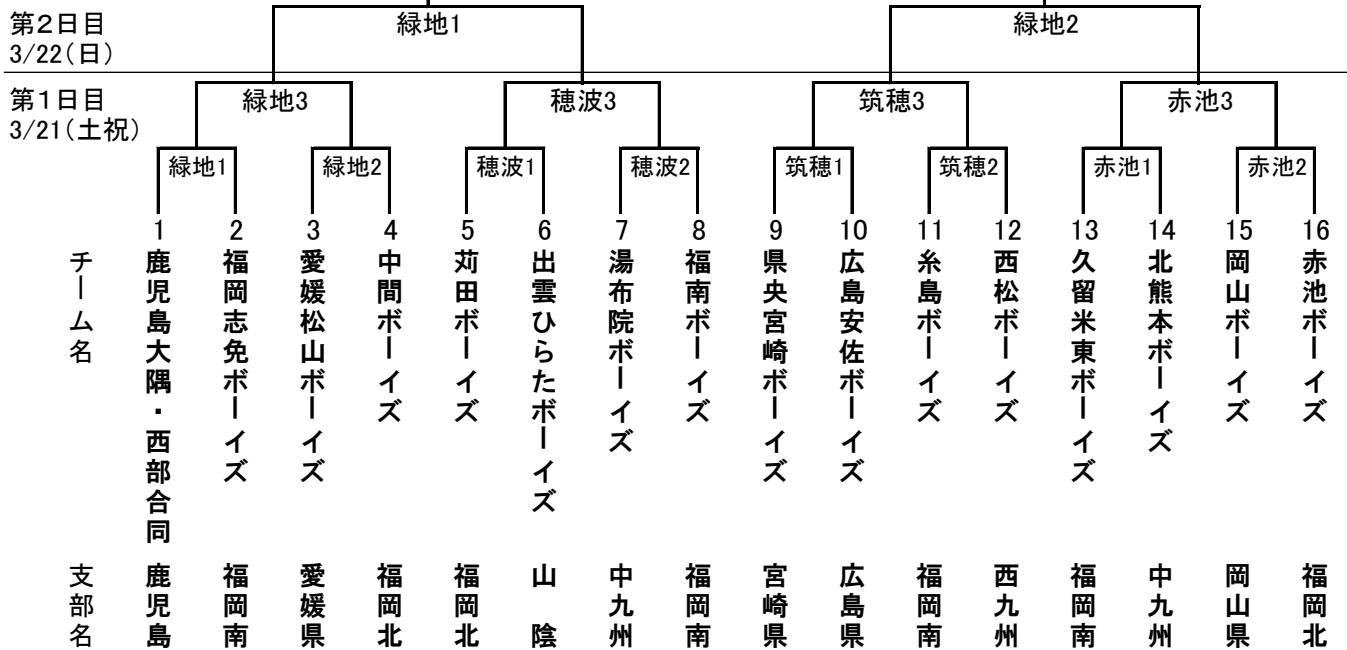 第2日目
3/22(日)
緑地1
緑地2
第1日目
3/21(土祝)
緑地3
穂波3
筑穂3
赤池3
緑地1
緑地2
穂波1
穂波2
筑穂1
筑穂2
赤池1
赤池2
1 2 3 4 5 6 7 8 9 10 11 12 13 14 15 16
チーム名
鹿児島大隅・西部合同
福岡志免ボーイズ
愛媛松山ボーイズ
中間ボーイズ
苅田ボーイズ
出雲ひらたボーイズ
湯布院ボーイズ
福南ボーイズ
県央宮崎ボーイズ
広島安佐ボーイズ
糸島ボーイズ
西松ボーイズ
久留米東ボーイズ
北熊本ボーイズ
岡山ボーイズ
赤池ボーイズ
支部名
鹿児島
福岡南
愛媛県
福岡北
福岡北
山陰
中九州
福岡南
宮崎県
広島県
福岡南
西九州
福岡南
中九州
岡山県
福岡北